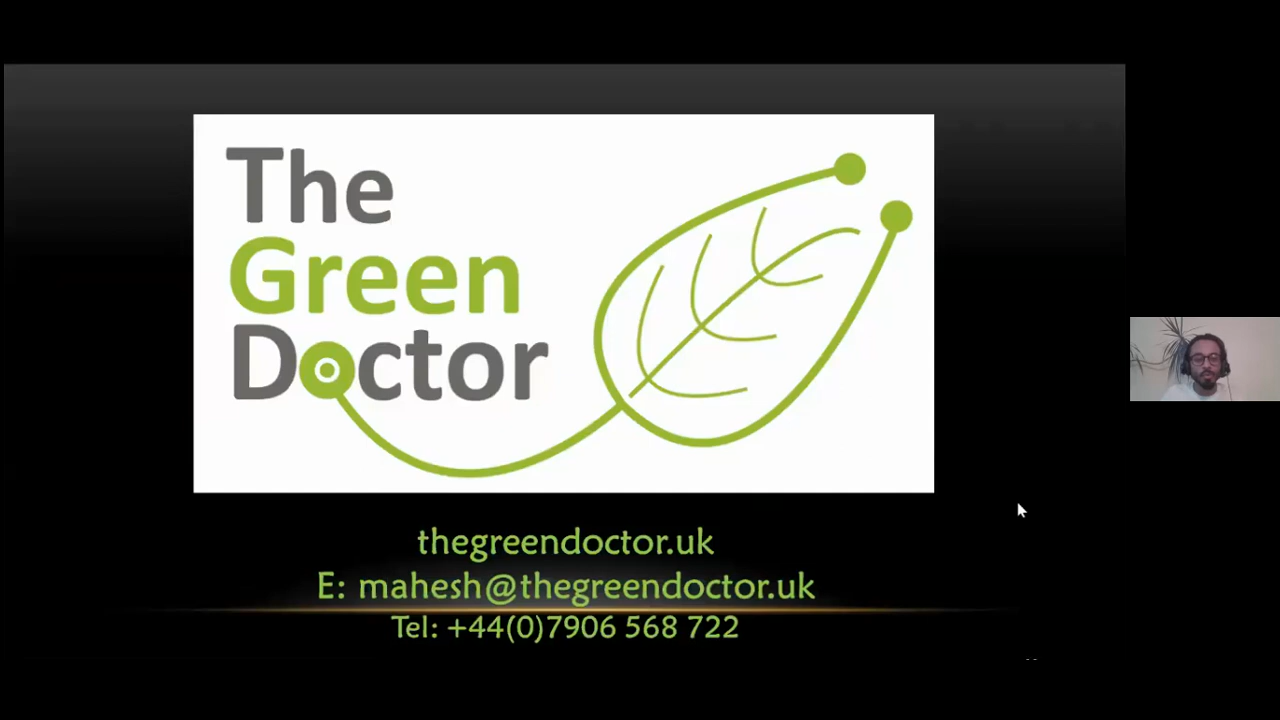 The
Green
Doctor
thegreendoctor.uk
E: mahesh@thegreendoctor.uk
Tel: +44(0)7906 568 722